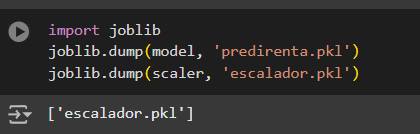 import joblib
joblib.dump(model, 'predirenta.pkl')
joblib.dump(scaler, 'escalador.pkl')
['escalador.pkl']